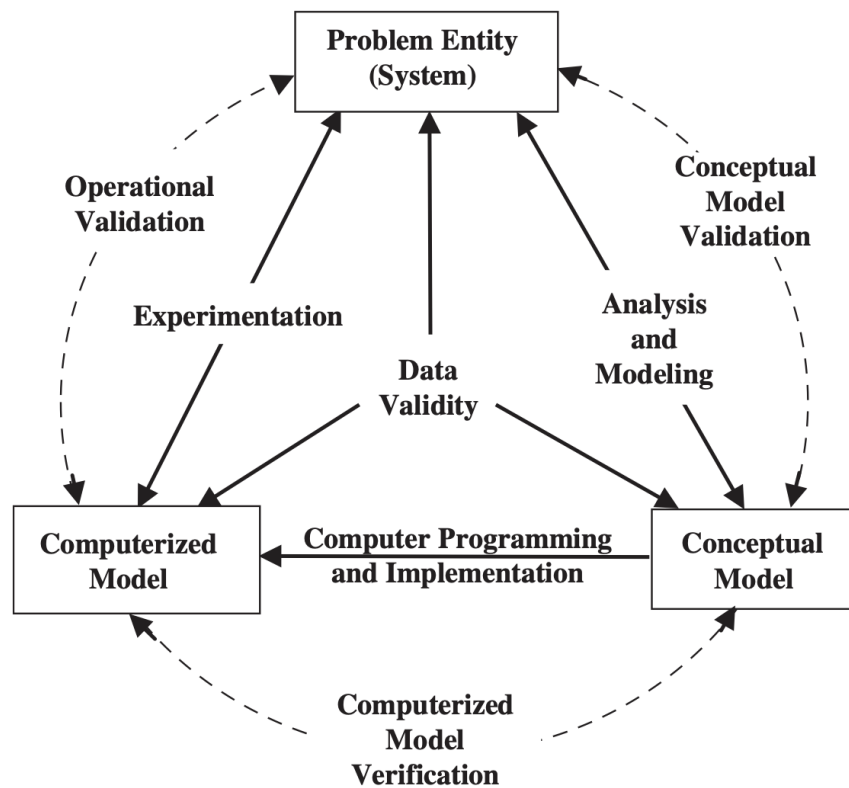 Problem Entity
(System)
Operational
Validation
Conceptual
Model
Validation
Experimentation
Analysis
and
Modeling
Data
Validity
Computerized
Model
Computer Programming
and Implementation
Conceptual
Model
Computerized
Model
Verification